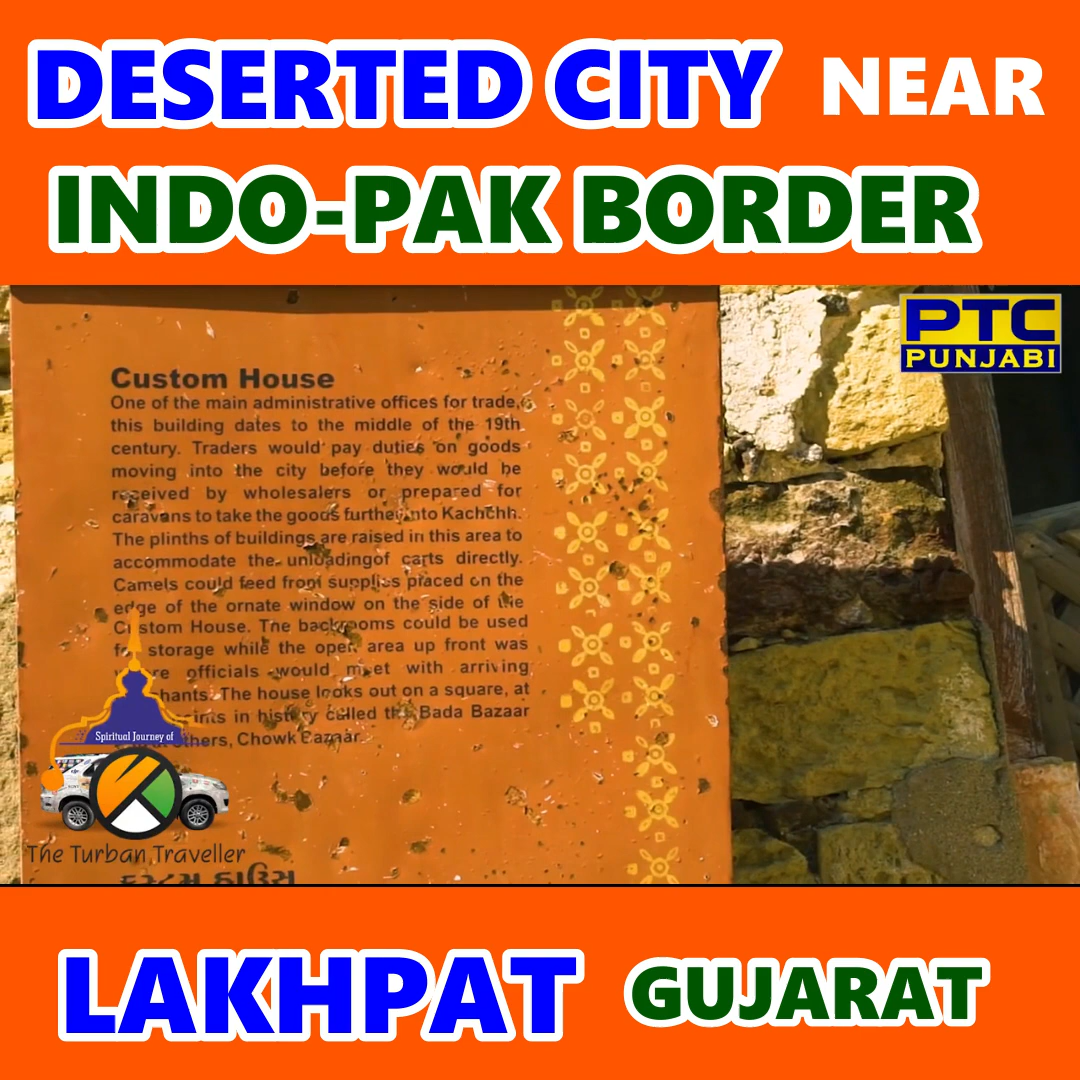 DESERTED CITY NEAR
INDO-PAK BORDER
PTC
PUNJABI
Custom House
One of the main administrative offices for trade,
this building dates to the middle of the 19th
century. Traders would pay duties on goods
moving into the city before they would be
received by wholesalers or prepared for
caravans to take the goods further into Kachchh.
The plinths of buildings are raised in this area to
accommodate the unloadingof carts directly.
Camels could feed from supplies placed on the
edge of the ornate window on the side of the
Custom House. The backrooms could be used
for storage while the open area up front was
officials would meet with arriving
The house looks out on a square, at
in history called the Bada Bazaar
Chowk Bazaar
Spiritual Journey of
The Turban Traveller
કસ્ટમ હાઉસ
LAKHPAT GUJARAT